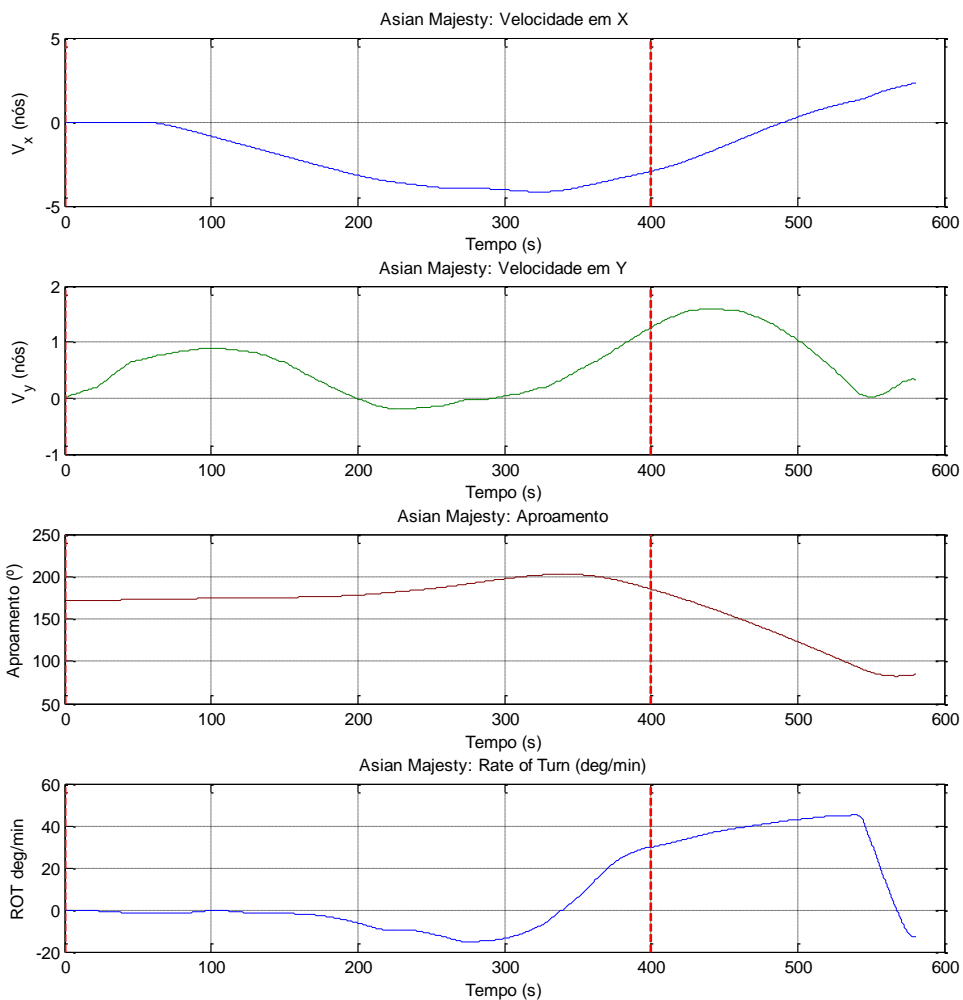 Asian Majesty: Velocidade em X
5
0
-5
V_x (nós)
0 100 200 300 400 500 600
Tempo (s)
Asian Majesty: Velocidade em Y
2
1
0
-1
V_y (nós)
0 100 200 300 400 500 600
Tempo (s)
Asian Majesty: Aproamento
250
200
150
100
50
Aproamento (º)
0 100 200 300 400 500 600
Tempo (s)
Asian Majesty: Rate of Turn (deg/min)
60
40
20
0
-20
ROT deg/min
0 100 200 300 400 500 600
Tempo (s)